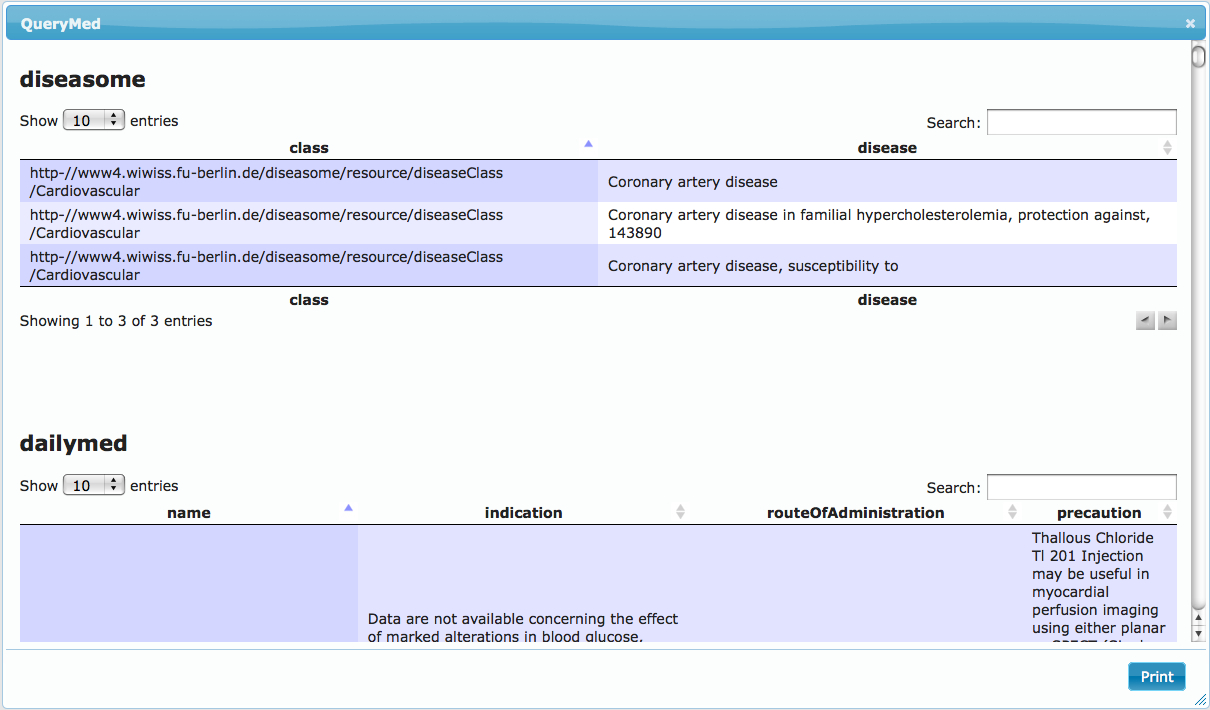 QueryMed
diseasome
Show 10 entries
Search:
class disease
http-//www4.wiwiss.fu-berlin.de/diseasome/resource/diseaseClass
/Cardiovascular
Coronary artery disease
http-//www4.wiwiss.fu-berlin.de/diseasome/resource/diseaseClass
/Cardiovascular
Coronary artery disease in familial hypercholesterolemia, protection against,
143890
http-//www4.wiwiss.fu-berlin.de/diseasome/resource/diseaseClass
/Cardiovascular
Coronary artery disease, susceptibility to
class disease
Showing 1 to 3 of 3 entries
dailymed
Show 10 entries
Search:
name indication routeOfAdministration precaution
Data are not available concerning the effect
of marked alterations in blood glucose,
Thallous Chloride
Tl 201 Injection
may be useful in
myocardial
perfusion imaging
using either planar
Print